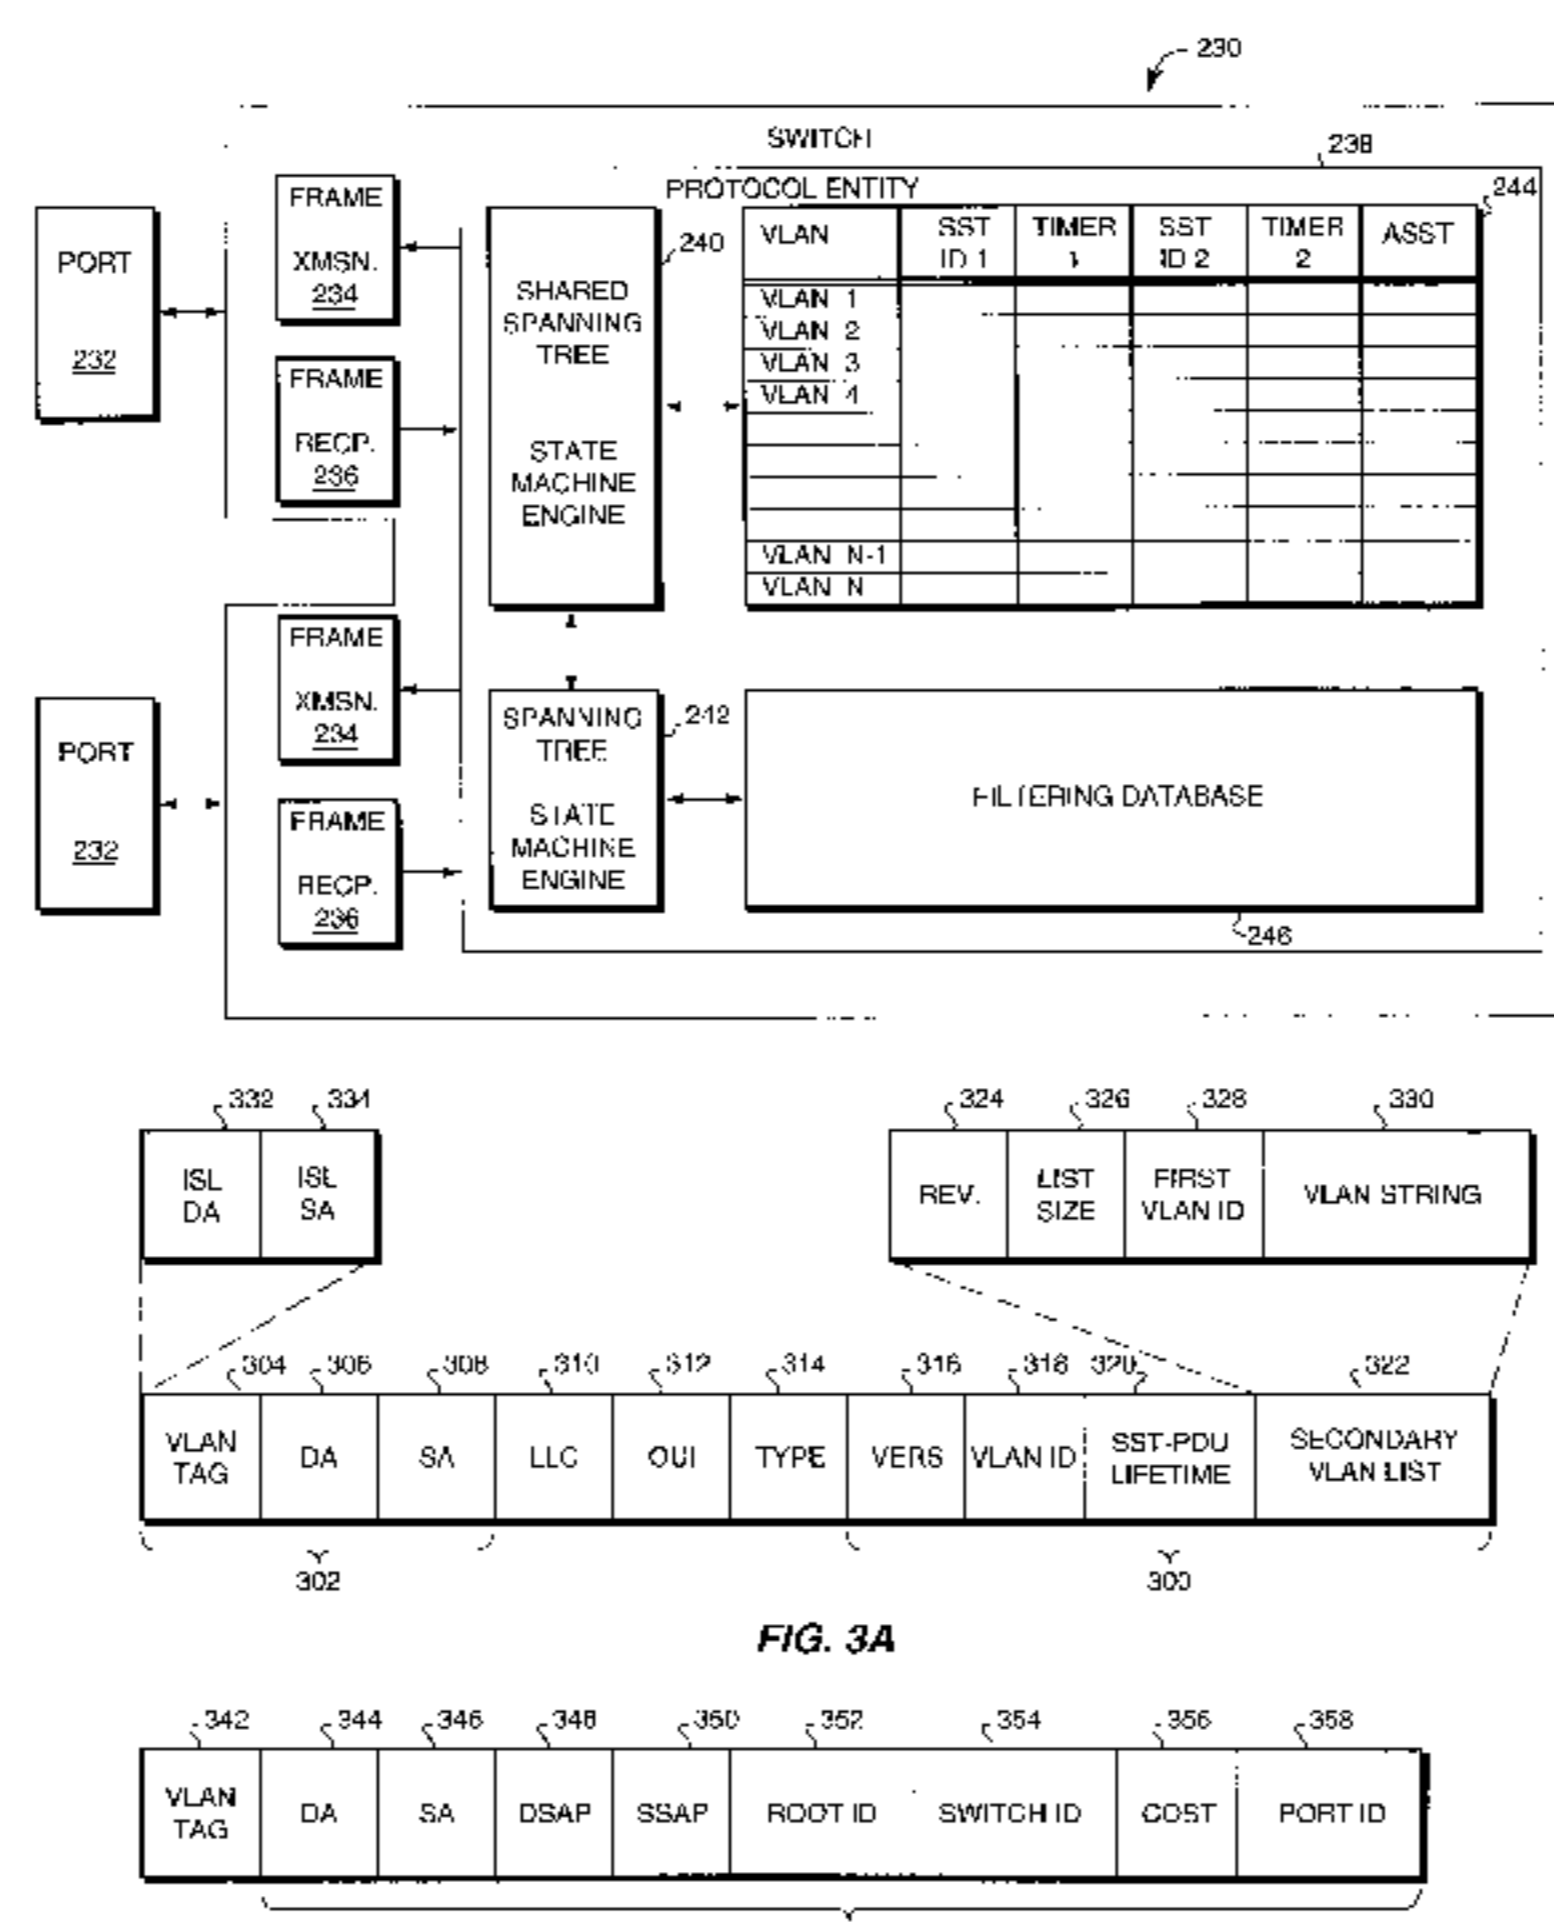 230
SWITCH
238
PROTOCOL ENTITY
244
PORT
232
FRAME
XMSN.
234
FRAME
RECP.
236
SHARED
SPANNING
TREE
STATE
MACHINE
ENGINE
240
VLAN
SST
ID 1
TIMER
1
SST
ID 2
TIMER
2
ASST
VLAN 1
VLAN 2
VLAN 3
VLAN 4
VLAN N-1
VLAN N
PORT
232
FRAME
XMSN.
234
FRAME
RECP.
236
SPANNING
TREE
STATE
MACHINE
ENGINE
242
FILTERING DATABASE
246
332
334
324
326
328
330
ISL
DA
ISL
SA
REV.
LIST
SIZE
FIRST
VLAN ID
VLAN STRING
304
306
308
310
312
314
316
318
320
322
VLAN
TAG
DA
SA
LLC
OUI
TYPE
VERS
VLAN ID
SST-PDU
LIFETIME
SECONDARY
VLAN LIST
302
300
FIG. 3A
342
344
346
348
350
352
354
356
358
VLAN
TAG
DA
SA
DSAP
SSAP
ROOT ID
SWITCH ID
COST
PORT ID